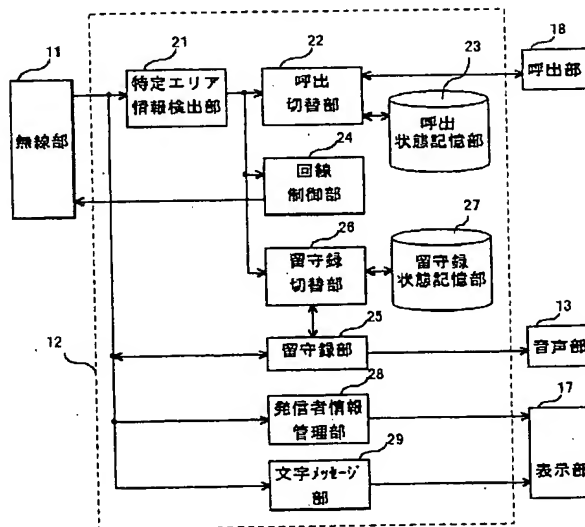 11
無線部
12
21
特定エリア
情報検出部
22
呼出
切替部
23
呼出
状態記憶部
18
呼出部
24
回線
制御部
26
留守録
切替部
27
留守録
状態記憶部
25
留守録部
13
音声部
28
発信者情報
管理部
17
表示部
29
文字メッセージ
部